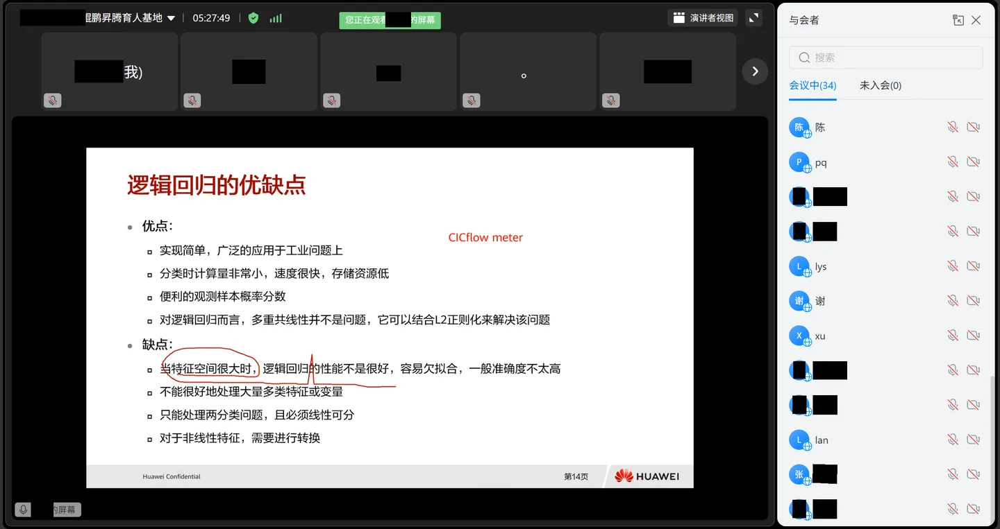 鲲鹏昇腾育人基地
05:27:49
您正在观看
的屏幕
演讲者视图
我)
。
逻辑回归的优缺点
优点：
CICflow meter
实现简单，广泛的应用于工业问题上
分类时计算量非常小，速度很快，存储资源低
便利的观测样本概率分数
对逻辑回归而言，多重共线性并不是问题，它可以结合L2正则化来解决该问题
缺点：
当特征空间很大时，逻辑回归的性能不是很好，容易欠拟合，一般准确度不太高
不能很好地处理大量多类特征或变量
只能处理两分类问题，且必须线性可分
对于非线性特征，需要进行转换
Huawei Confidential
第14页
HUAWEI
的屏幕
与会者
搜索
会议中(34)
未入会(0)
陈 陈
P pq
L lys
谢 谢
X xu
L lan
张